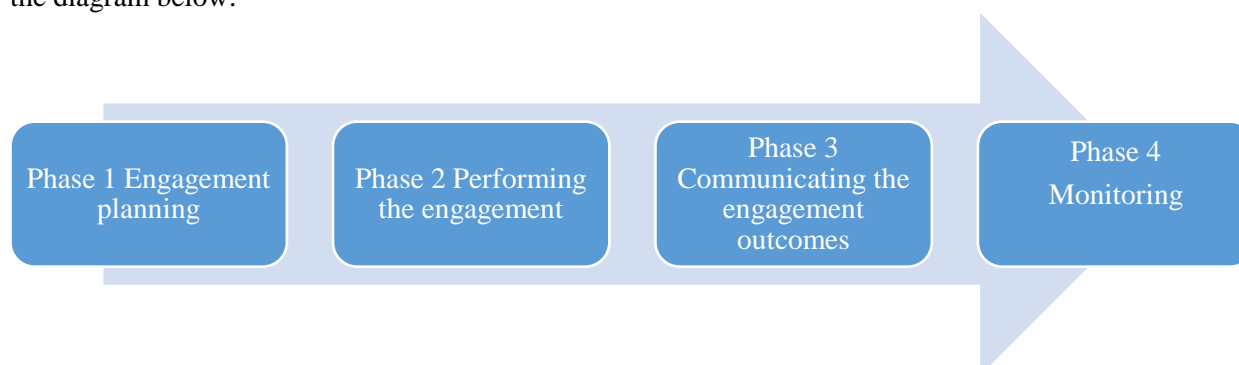 the diagram below:
Phase 1 Engagement
planning
Phase 2 Performing
the engagement
Phase 3
Communicating the
engagement
outcomes
Phase 4
Monitoring